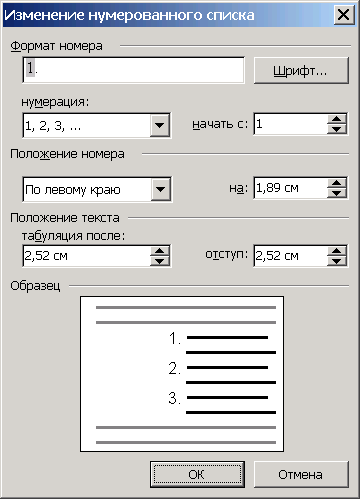 Изменение нумерованного списка
Формат номера
1.
Шрифт...
нумерация:
1, 2, 3, ...
начать с:
1
Положение номера
По левому краю
на:
1,89 см
Положение текста
табуляция после:
2,52 см
отступ:
2,52 см
Образец
1.
2.
3.
ОК
Отмена